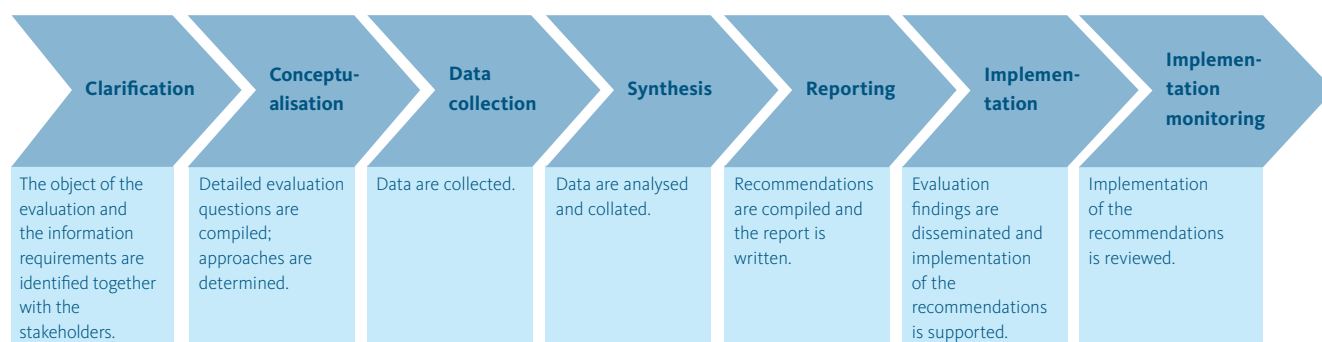 Clarification
Conceptu-
alisation
Data
collection
Synthesis
Reporting
Implemen-
tation
Implemen-
tation
monitoring
The object of the
evaluation and
the information
requirements are
identified together
with the
stakeholders.
Detailed evaluation
questions are
compiled;
approaches are
determined.
Data are collected.
Data are analysed
and collated.
Recommendations
are compiled and
the report is
written.
Evaluation
findings are
disseminated and
implementation
of the
recommendations
is supported.
Implementation
of the
recommendations
is reviewed.